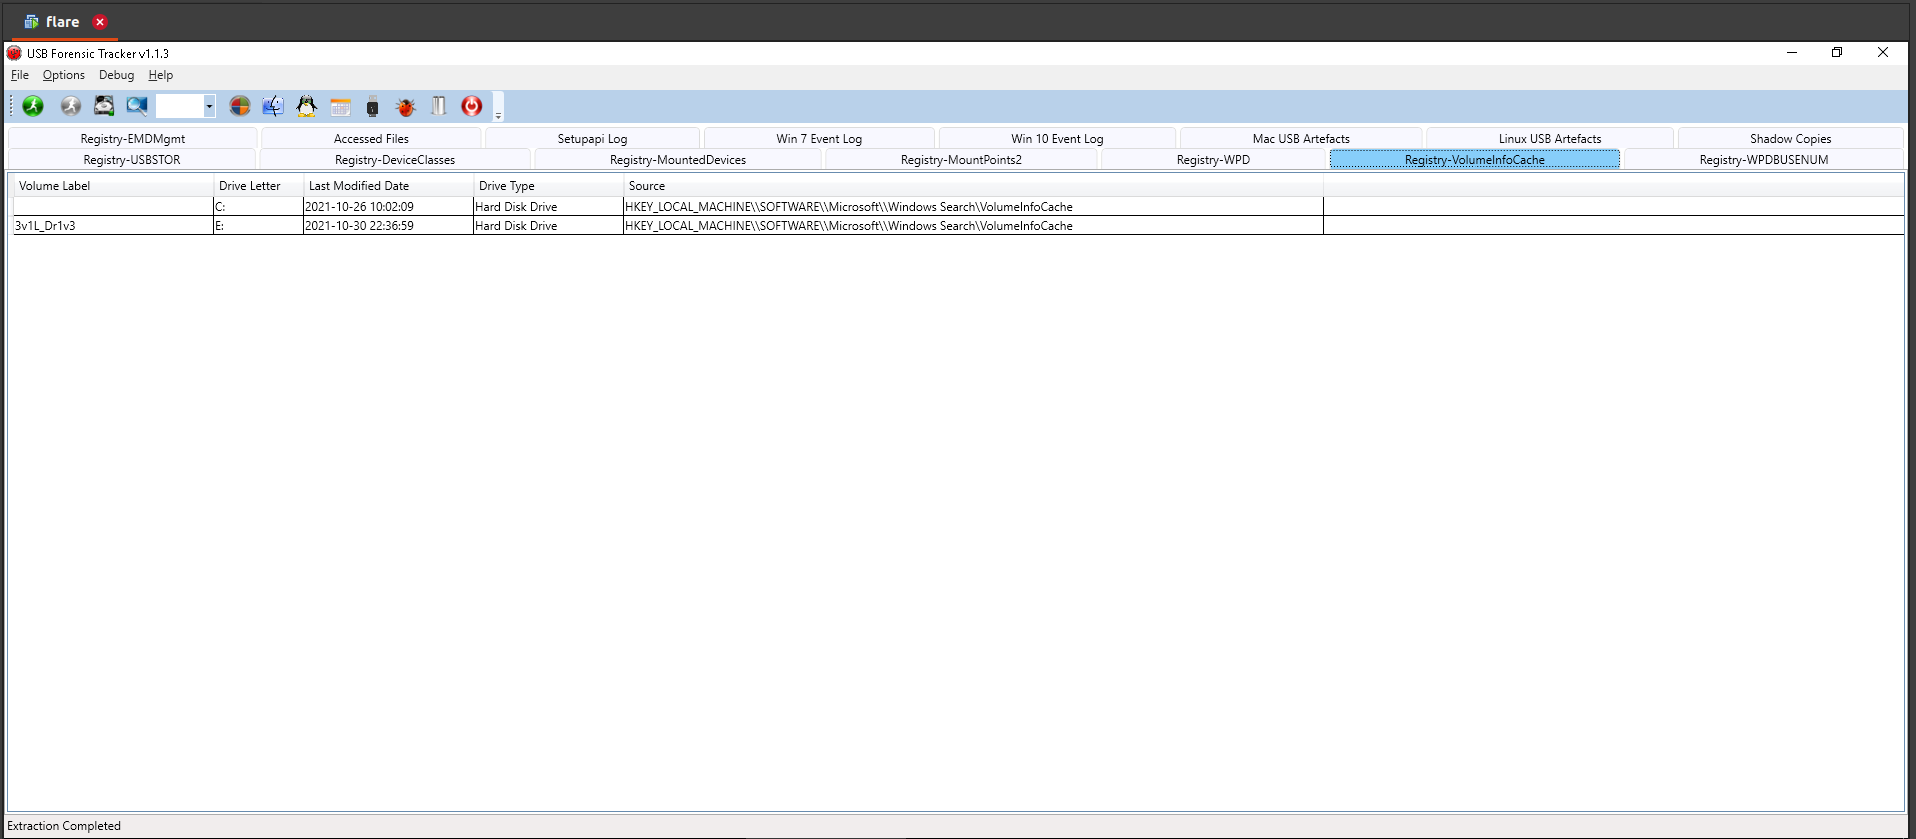 flare
USB Forensic Tracker v1.1.3
File Options Debug Help
Registry-EMDMgmt Accessed Files Setupapi Log Win 7 Event Log Win 10 Event Log Mac USB Artefacts Linux USB Artefacts Shadow Copies
Registry-USBSTOR Registry-DeviceClasses Registry-MountedDevices Registry-MountPoints2 Registry-WPD Registry-VolumeInfoCache Registry-WPDBUSENUM
Volume Label Drive Letter Last Modified Date Drive Type Source
C: 2021-10-26 10:02:09 Hard Disk Drive HKEY_LOCAL_MACHINE\\SOFTWARE\\Microsoft\\Windows Search\VolumeInfoCache
3v1L_Dr1v3 E: 2021-10-30 22:36:59 Hard Disk Drive HKEY_LOCAL_MACHINE\\SOFTWARE\\Microsoft\\Windows Search\VolumeInfoCache
Extraction Completed